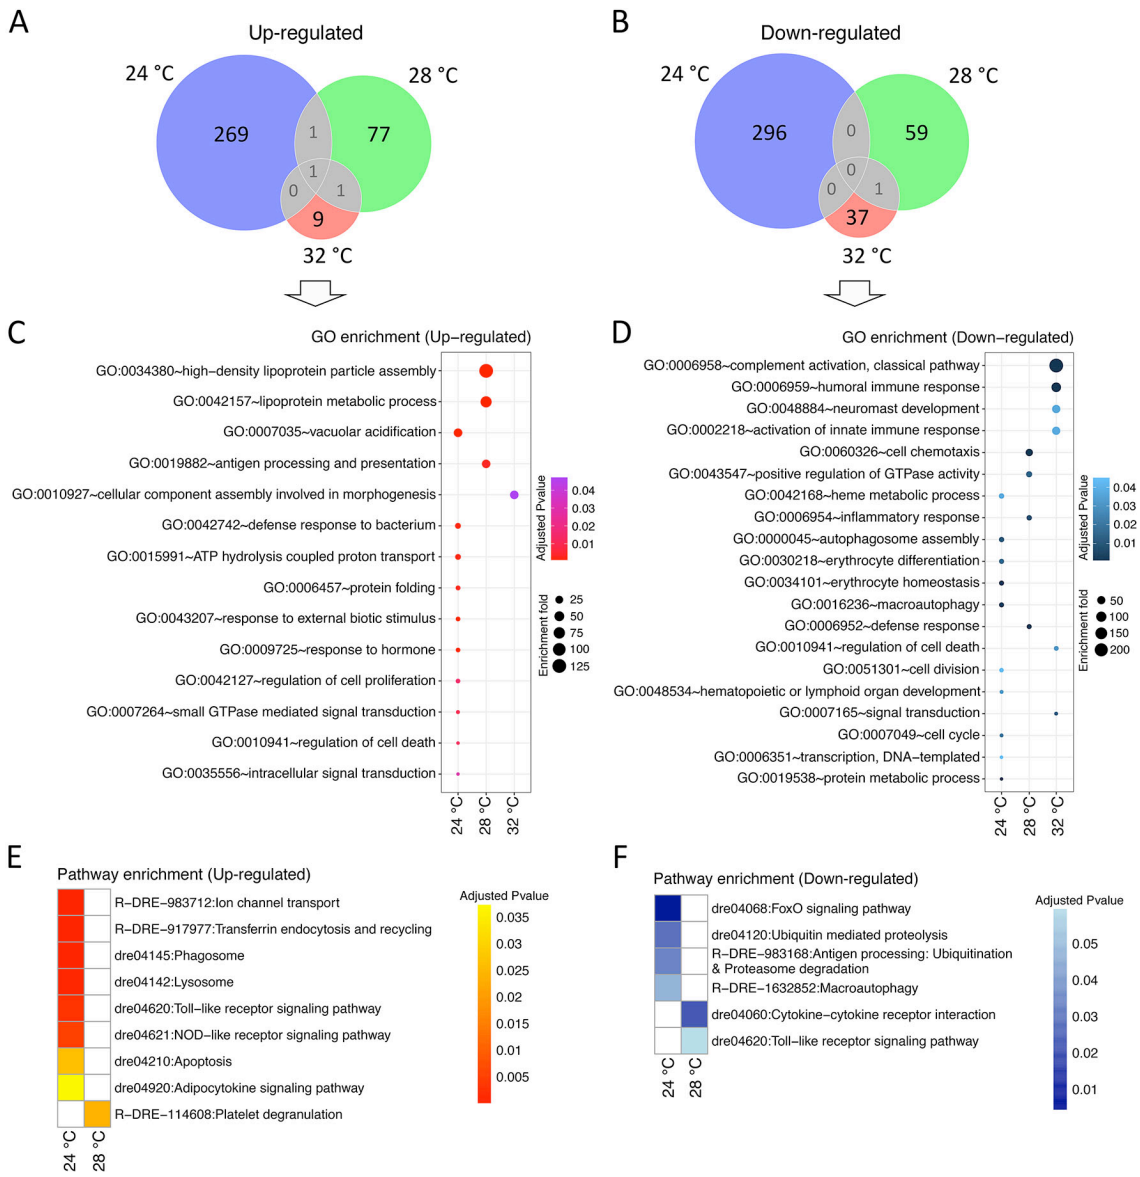 A
Up-regulated
24 °C
28 °C
269
1
77
1
0
1
9
32 °C
B
Down-regulated
24 °C
28 °C
296
0
59
0
0
1
37
32 °C
C
GO enrichment (Up−regulated)
GO:0034380~high−density lipoprotein particle assembly
GO:0042157~lipoprotein metabolic process
GO:0007035~vacuolar acidification
GO:0019882~antigen processing and presentation
GO:0010927~cellular component assembly involved in morphogenesis
GO:0042742~defense response to bacterium
GO:0015991~ATP hydrolysis coupled proton transport
GO:0006457~protein folding
GO:0043207~response to external biotic stimulus
GO:0009725~response to hormone
GO:0042127~regulation of cell proliferation
GO:0007264~small GTPase mediated signal transduction
GO:0010941~regulation of cell death
GO:0035556~intracellular signal transduction
24 °C
28 °C
32 °C
Adjusted Pvalue
0.04
0.03
0.02
0.01
Enrichment fold
25
50
75
100
125
D
GO enrichment (Down−regulated)
GO:0006958~complement activation, classical pathway
GO:0006959~humoral immune response
GO:0048884~neuromast development
GO:0002218~activation of innate immune response
GO:0060326~cell chemotaxis
GO:0043547~positive regulation of GTPase activity
GO:0042168~heme metabolic process
GO:0006954~inflammatory response
GO:0000045~autophagosome assembly
GO:0030218~erythrocyte differentiation
GO:0034101~erythrocyte homeostasis
GO:0016236~macroautophagy
GO:0006952~defense response
GO:0010941~regulation of cell death
GO:0051301~cell division
GO:0048534~hematopoietic or lymphoid organ development
GO:0007165~signal transduction
GO:0007049~cell cycle
GO:0006351~transcription, DNA−templated
GO:0019538~protein metabolic process
24 °C
28 °C
32 °C
Adjusted Pvalue
0.04
0.03
0.02
0.01
Enrichment fold
50
100
150
200
E
Pathway enrichment (Up-regulated)
R−DRE−983712:Ion channel transport
R−DRE−917977:Transferrin endocytosis and recycling
dre04145:Phagosome
dre04142:Lysosome
dre04620:Toll−like receptor signaling pathway
dre04621:NOD−like receptor signaling pathway
dre04210:Apoptosis
dre04920:Adipocytokine signaling pathway
R−DRE−114608:Platelet degranulation
24 °C
28 °C
Adjusted Pvalue
0.035
0.03
0.025
0.02
0.015
0.01
0.005
F
Pathway enrichment (Down-regulated)
dre04068:FoxO signaling pathway
dre04120:Ubiquitin mediated proteolysis
R−DRE−983168:Antigen processing: Ubiquitination
& Proteasome degradation
R−DRE−1632852:Macroautophagy
dre04060:Cytokine−cytokine receptor interaction
dre04620:Toll−like receptor signaling pathway
24 °C
28 °C
Adjusted Pvalue
0.05
0.04
0.03
0.02
0.01